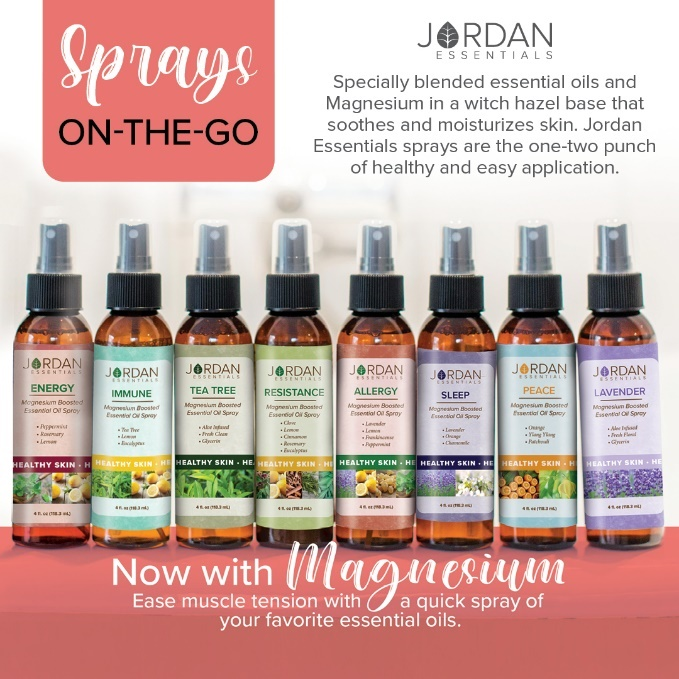 Sprays
ON-THE-GO
JORDAN
ESSENTIALS
Specially blended essential oils and
Magnesium in a witch hazel base that
soothes and moisturizes skin. Jordan
Essentials sprays are the one-two punch
of healthy and easy application.
JORDAN
ESSENTIALS
ENERGY
Magnesium Boosted
Essential Oil Spray
• Peppermint
• Rosemary
• Lemon
HEALTHY SKIN • HE
4 fl. oz (118.3 mL)
JORDAN
ESSENTIALS
IMMUNE
Magnesium Boosted
Essential Oil Spray
• Tea Tree
• Lemon
• Eucalyptus
HEALTHY SKIN • HE
4 fl. oz (118.3 mL)
JORDAN
ESSENTIALS
TEA TREE
Magnesium Boosted
Essential Oil Spray
• Aloe Infused
• Fresh Clean
• Glycerin
HEALTHY SKIN • HE
4 fl. oz (118.3 mL)
JORDAN
ESSENTIALS
RESISTANCE
Magnesium Boosted
Essential Oil Spray
• Clove
• Lemon
• Cinnamon
• Rosemary
• Eucalyptus
HEALTHY SKIN • HE
4 fl. oz (118.3 mL)
JORDAN
ESSENTIALS
ALLERGY
Magnesium Boosted
Essential Oil Spray
• Lavender
• Lemon
• Frankincense
• Peppermint
HEALTHY SKIN • HE
4 fl. oz (118.3 mL)
JORDAN
ESSENTIALS
SLEEP
Magnesium Boosted
Essential Oil Spray
• Lavender
• Orange
• Chamomile
HEALTHY SKIN • HE
4 fl. oz (118.3 mL)
JORDAN
ESSENTIALS
PEACE
Magnesium Boosted
Essential Oil Spray
• Orange
• Ylang Ylang
• Patchouli
HEALTHY SKIN • HE
4 fl. oz (118.3 mL)
JORDAN
ESSENTIALS
LAVENDER
Magnesium Boosted
Essential Oil Spray
• Aloe Infused
• Fresh Floral
• Glycerin
HEALTHY SKIN • HE
4 fl. oz (118.3 mL)
Now with Magnesium
Ease muscle tension with a quick spray of
your favorite essential oils.